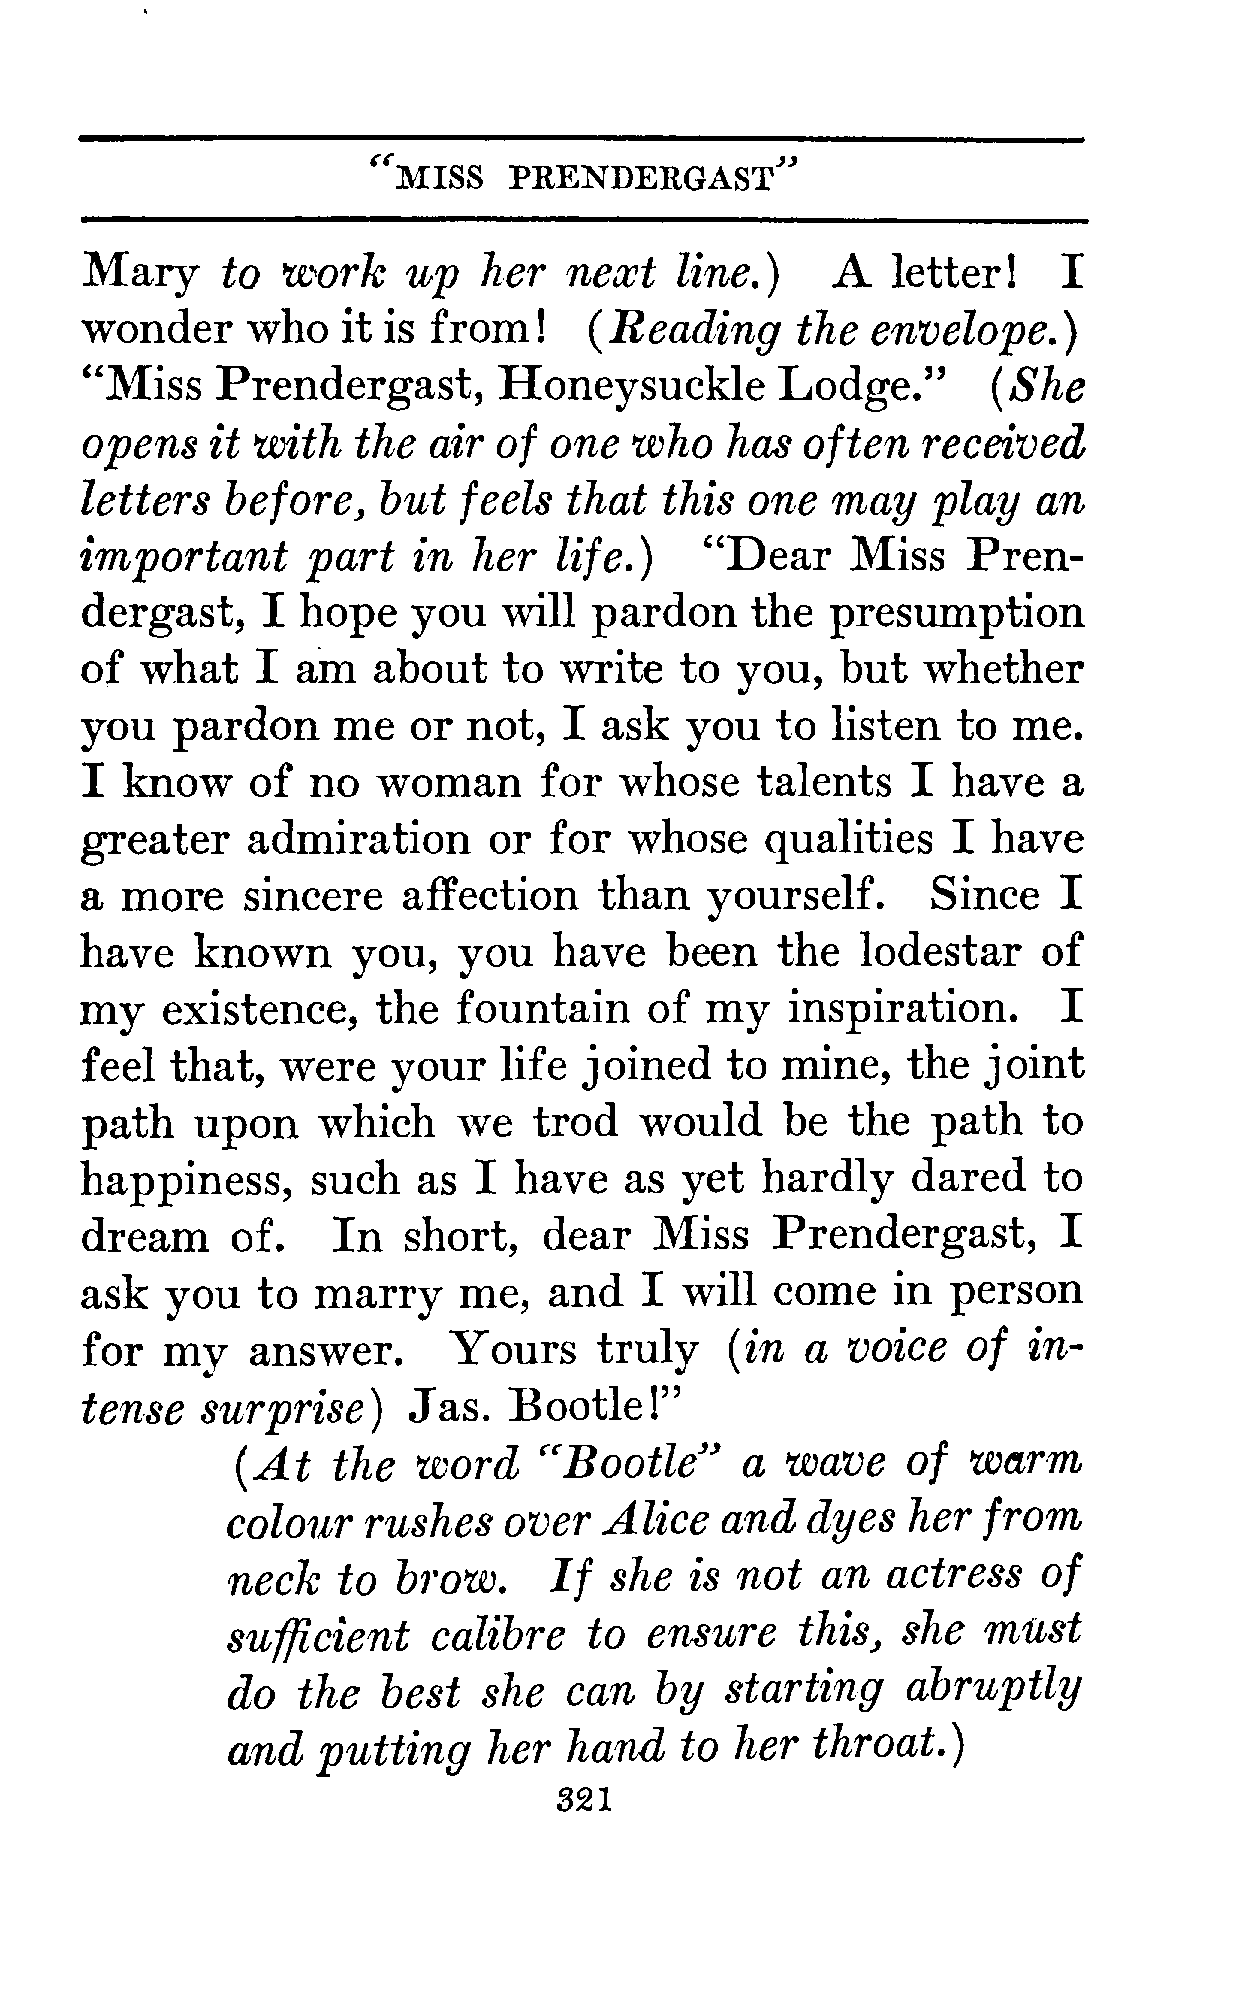 "MISS PRENDERGAST"
Mary to work up her next line.) A letter! I
wonder who it is from! (Reading the envelope.)
"Miss Prendergast, Honeysuckle Lodge." (She
opens it with the air of one who has often received
letters before, but feels that this one may play an
important part in her life.) "Dear Miss Pren-
dergast, I hope you will pardon the presumption
of what I am about to write to you, but whether
you pardon me or not, I ask you to listen to me.
I know of no woman for whose talents I have a
greater admiration or for whose qualities I have
a more sincere affection than yourself. Since I
have known you, you have been the lodestar of
my existence, the fountain of my inspiration. I
feel that, were your life joined to mine, the joint
path upon which we trod would be the path to
happiness, such as I have as yet hardly dared to
dream of. In short, dear Miss Prendergast, I
ask you to marry me, and I will come in person
for my answer. Yours truly (in a voice of in-
tense surprise) Jas. Bootle!"
(At the word "Bootle" a wave of warm
colour rushes over Alice and dyes her from
neck to brow. If she is not an actress of
sufficient calibre to ensure this, she must
do the best she can by starting abruptly
and putting her hand to her throat.)
321